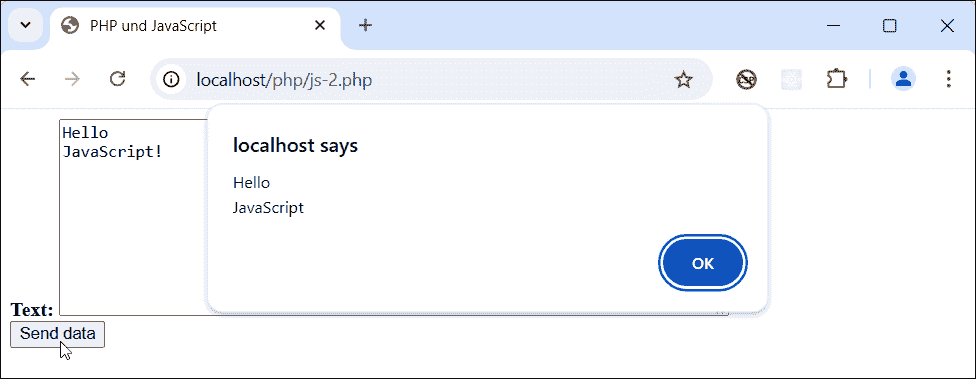 PHP und JavaScript
localhost/php/js-2.php
Hello
JavaScript!
localhost says
Hello
JavaScript
OK
Text:
Send data